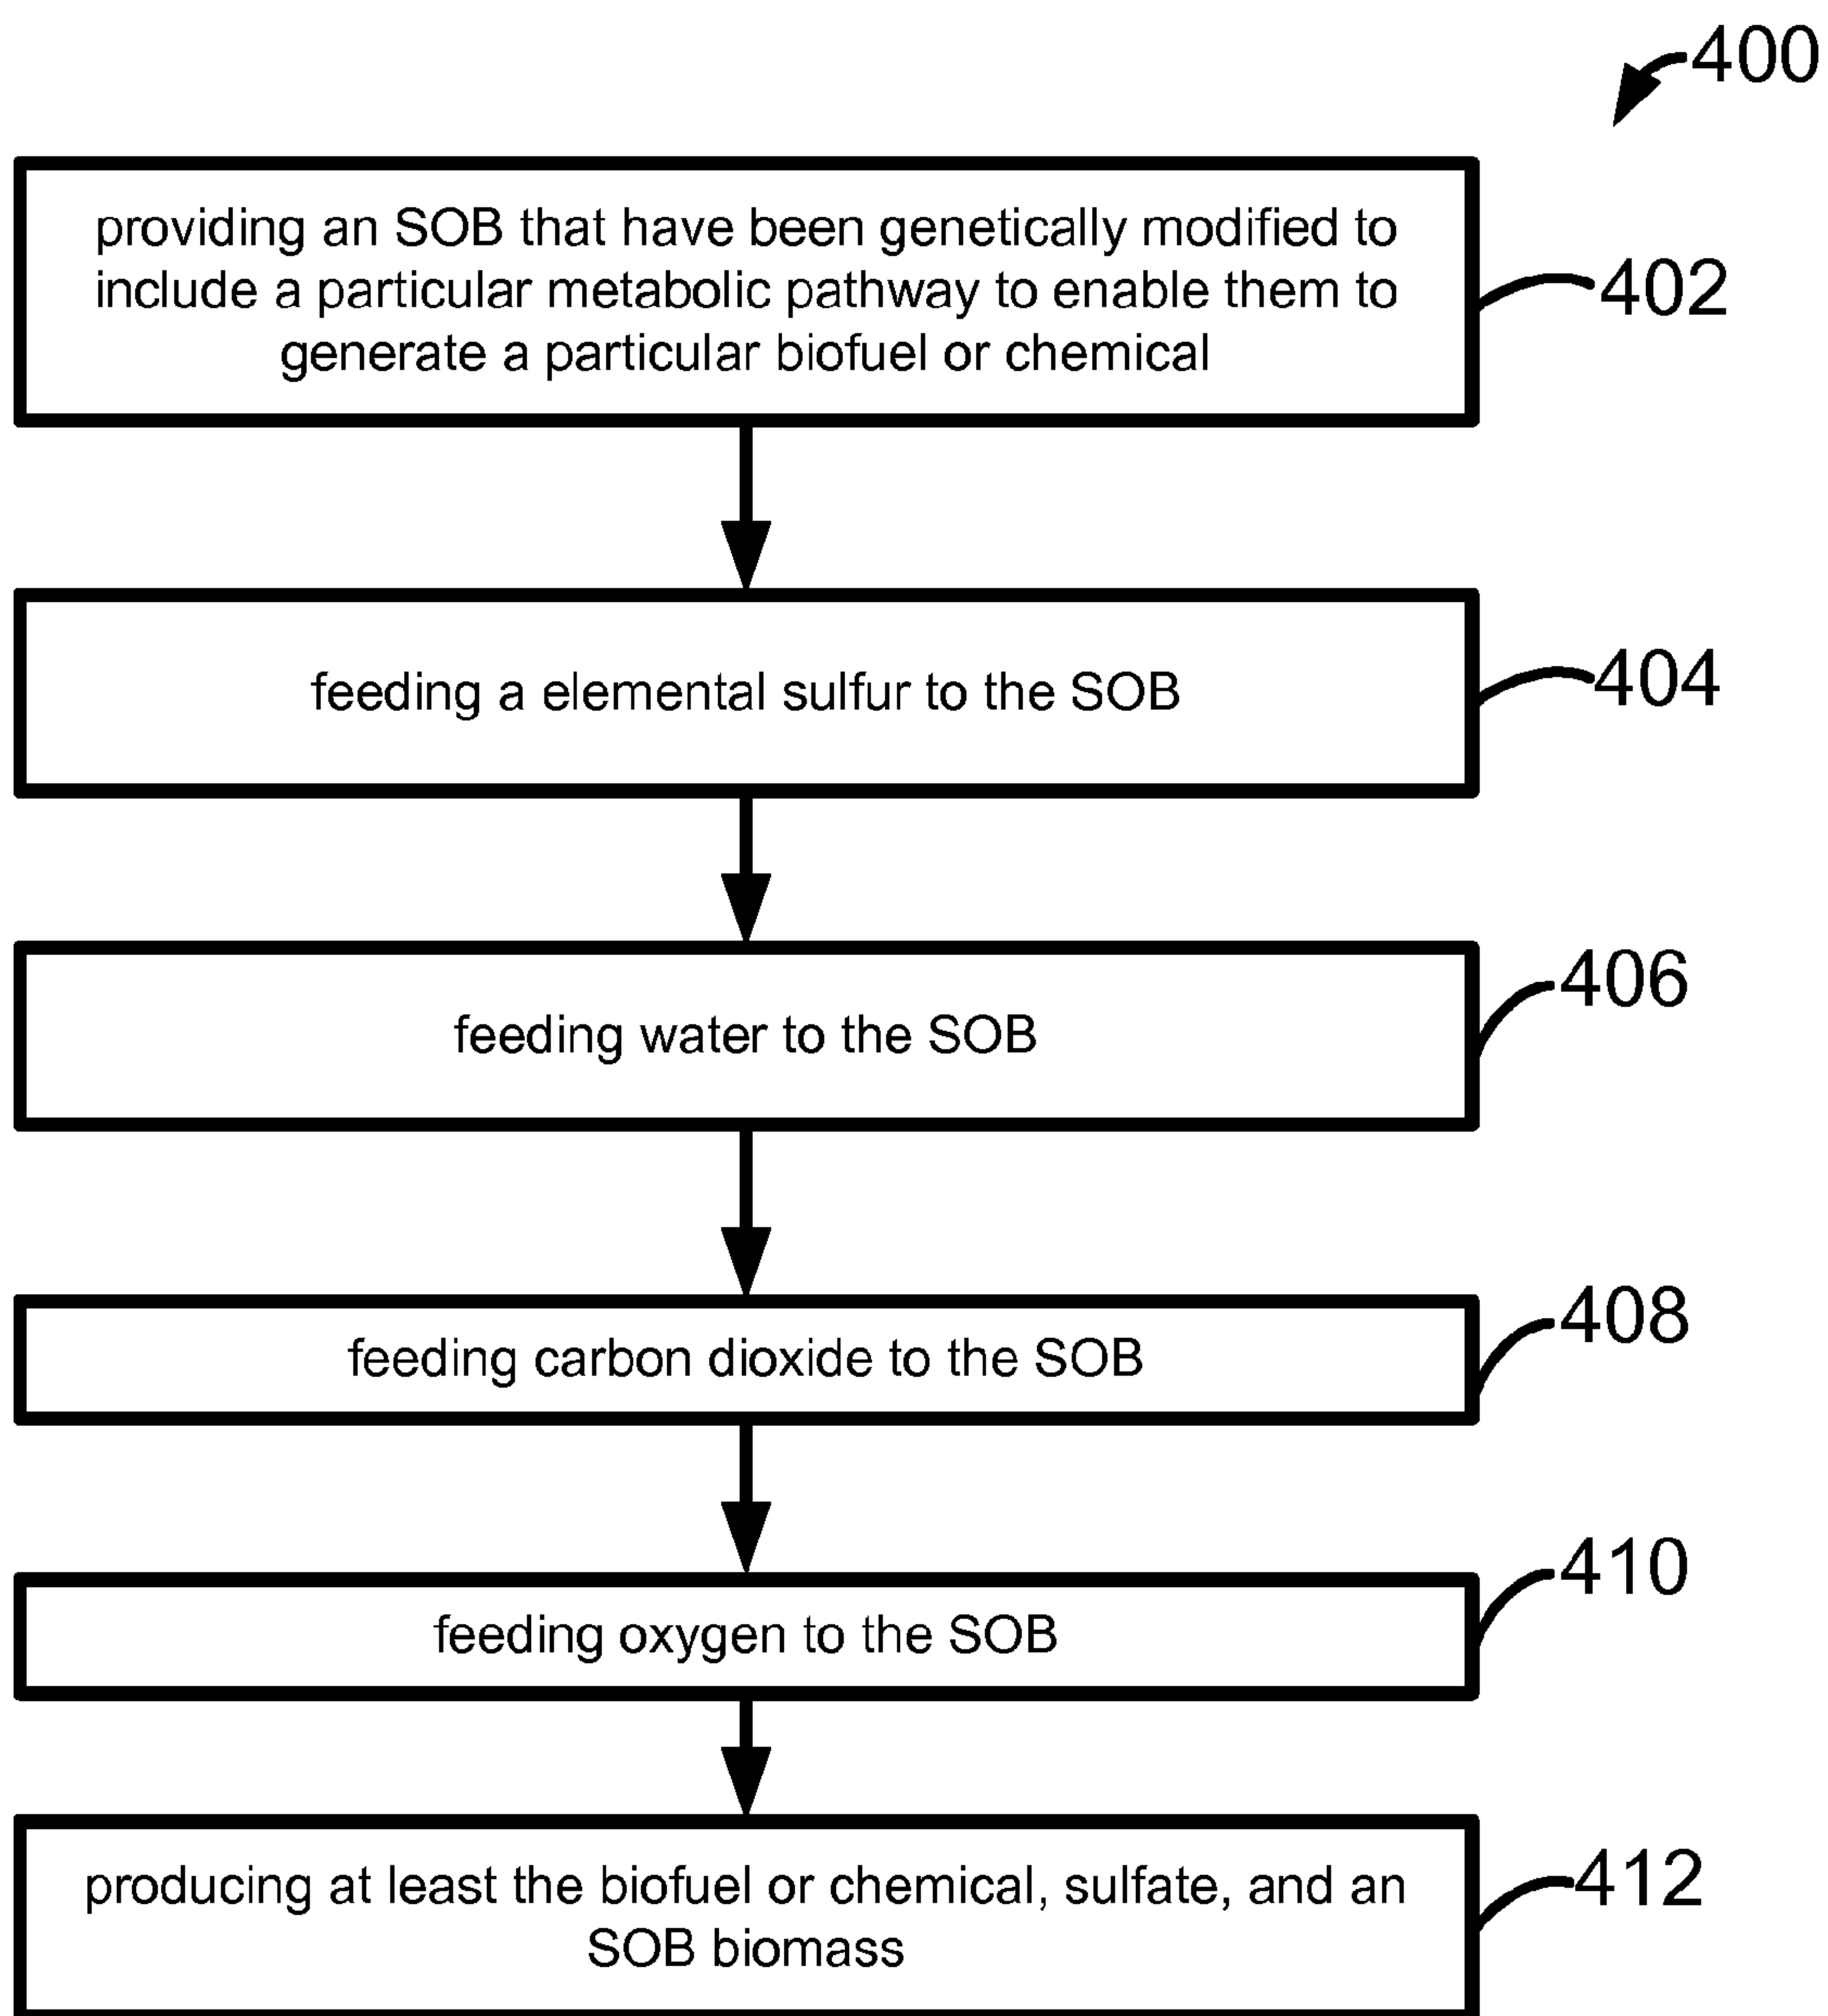 400
providing an SOB that have been genetically modified to
include a particular metabolic pathway to enable them to
generate a particular biofuel or chemical
402
feeding a elemental sulfur to the SOB
404
feeding water to the SOB
406
feeding carbon dioxide to the SOB
408
feeding oxygen to the SOB
410
producing at least the biofuel or chemical, sulfate, and an
SOB biomass
412